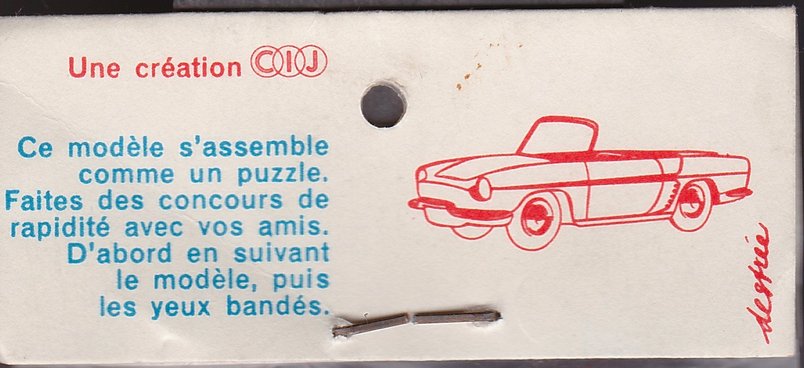 Une création CIJ
Ce modèle s'assemble
comme un puzzle.
Faites des concours de
rapidité avec vos amis.
D'abord en suivant
le modèle, puis
les yeux bandés.